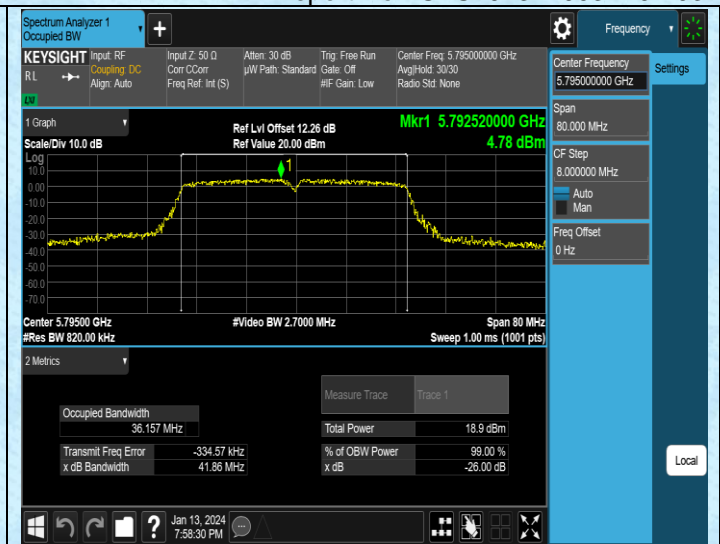 Spectrum Analyzer 1
Occupied BW
Frequency
KEYSIGHT
R L
LXI
Input: RF
Coupling: DC
Align: Auto
Input Z: 50 Ω
Corr CCorr
Freq Ref: Int (S)
Atten: 30 dB
µW Path: Standard
Trig: Free Run
Gate: Off
#IF Gain: Low
Center Freq: 5.795000000 GHz
Avg|Hold: 30/30
Radio Std: None
Center Frequency
5.795000000 GHz
Settings
Span
80.000 MHz
CF Step
8.000000 MHz
Auto
Man
Freq Offset
0 Hz
1 Graph
Scale/Div 10.0 dB
Ref Lvl Offset 12.26 dB
Ref Value 20.00 dBm
Mkr1 5.792520000 GHz
4.78 dBm
Log
10.0
0.00
-10.0
-20.0
-30.0
-40.0
-50.0
-60.0
-70.0
1
Center 5.79500 GHz
#Res BW 820.00 kHz
#Video BW 2.7000 MHz
Span 80 MHz
Sweep 1.00 ms (1001 pts)
2 Metrics
Measure Trace
Trace 1
Occupied Bandwidth
36.157 MHz
Total Power
18.9 dBm
Transmit Freq Error
-334.57 kHz
% of OBW Power
99.00 %
x dB Bandwidth
41.86 MHz
x dB
-26.00 dB
Local
Jan 13, 2024
7:58:30 PM